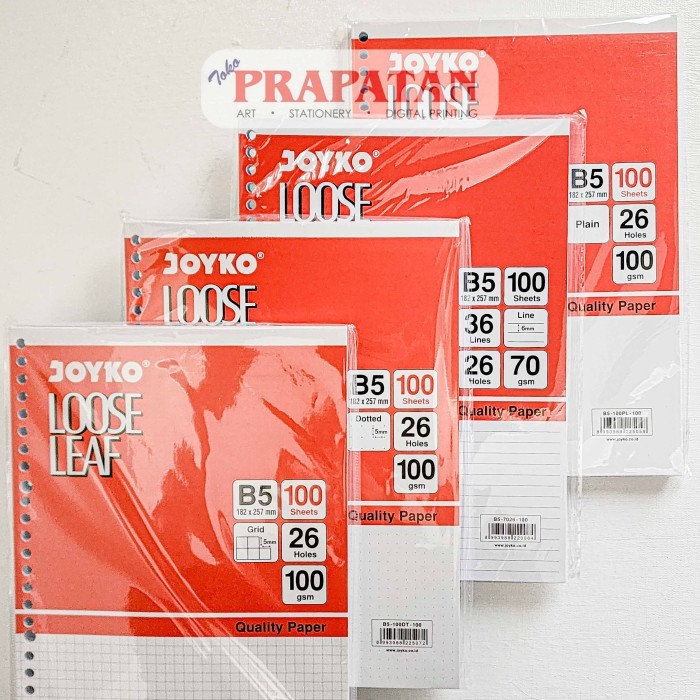 Toko
PRAPATAN
ART • STATIONERY • DIGITAL PRINTING
JOYKO®
LOOSE
B5
182 x 257 mm
100
Sheets
Plain
26
Holes
100
gsm
Quality Paper
B5-100PL-100
www.joyko.co.id
JOYKO®
LOOSE
B5
182 x 257 mm
100
Sheets
36
Lines
Line
6mm
26
Holes
70
gsm
Quality Paper
B5-7026-100
www.joyko.co.id
JOYKO®
LOOSE
B5
182 x 257 mm
100
Sheets
Dotted
5mm
26
Holes
100
gsm
Quality Paper
B5-100DT-100
www.joyko.co.id
JOYKO®
LOOSE
LEAF
B5
182 x 257 mm
100
Sheets
Grid
5mm
26
Holes
100
gsm
Quality Paper